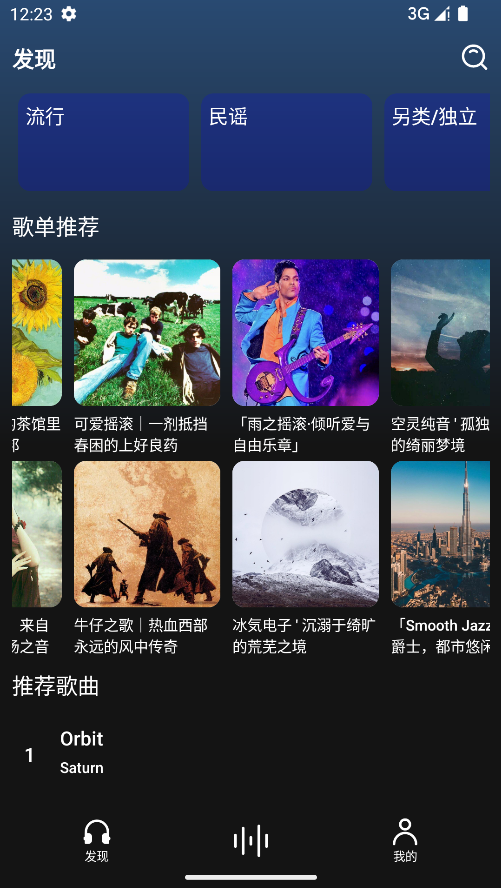 12:23
3G
发现
流行
民谣
另类/独立
歌单推荐
茶馆里
可爱摇滚｜一剂抵挡
春困的上好良药
「雨之摇滚·倾听爱与
自由乐章」
空灵纯音 ' 孤独
的绮丽梦境
来自
之音
牛仔之歌｜热血西部
永远的风中传奇
冰気电子 ' 沉溺于绮旷
的荒芜之境
「Smooth Jazz
爵士，都市悠闲
推荐歌曲
1
Orbit
Saturn
发现
我的